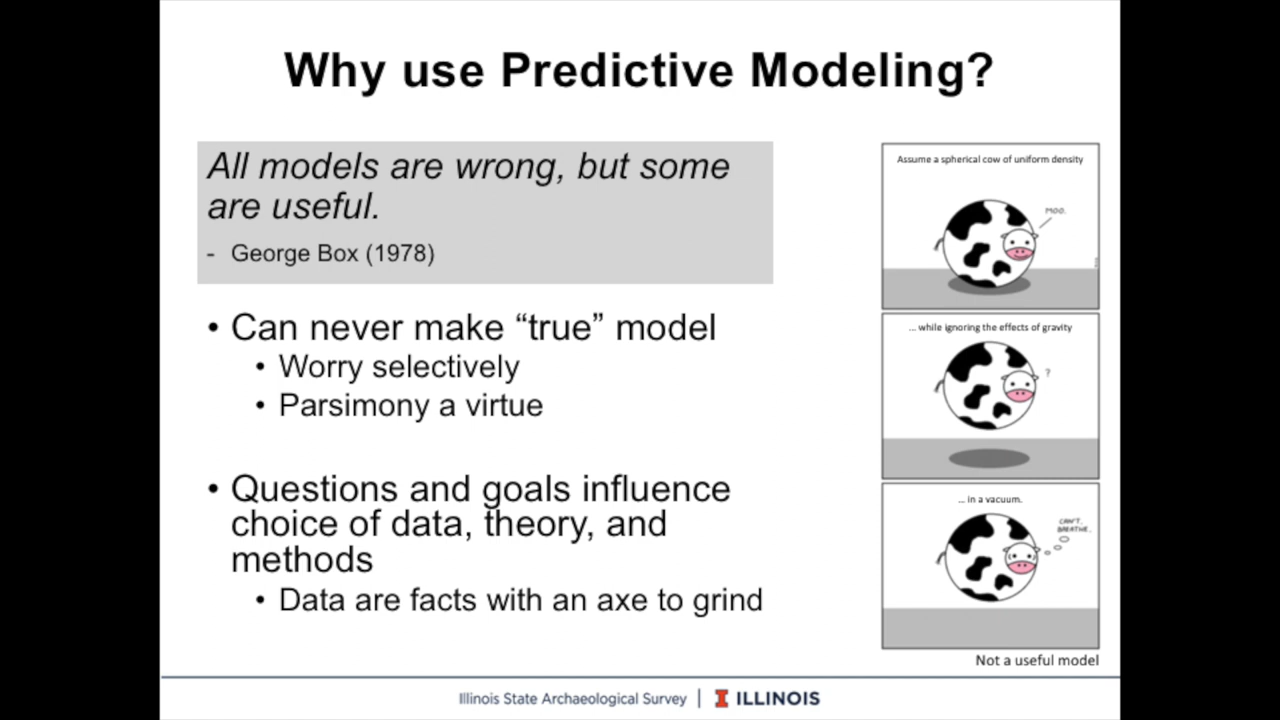 Why use Predictive Modeling?
All models are wrong, but some
are useful.
- George Box (1978)
• Can never make “true” model
• Worry selectively
• Parsimony a virtue
• Questions and goals influence
choice of data, theory, and
methods
• Data are facts with an axe to grind
Assume a spherical cow of uniform density
MOO.
... while ignoring the effects of gravity
?
... in a vacuum.
CAN'T.
BREATHE.
Not a useful model
Illinois State Archaeological Survey | I ILLINOIS